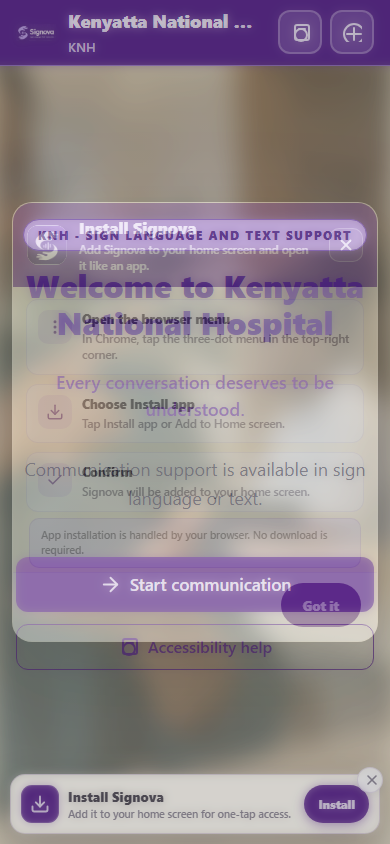 Signova
Kenyatta National ...
KNH
KNH - SIGN LANGUAGE AND TEXT SUPPORT
Install Signova
Add Signova to your home screen and open
it like an app.
Welcome to Kenyatta
National Hospital
Open the browser menu
In Chrome, tap the three-dot menu in the top-right
corner.
Every conversation deserves to be
understood.
Choose Install app
Tap Install app or Add to Home screen.
Communication support is available in sign
language or text.
Confirm
Signova will be added to your home screen.
App installation is handled by your browser. No download is
required.
Start communication
Got it
Accessibility help
Install Signova
Add it to your home screen for one-tap access.
Install